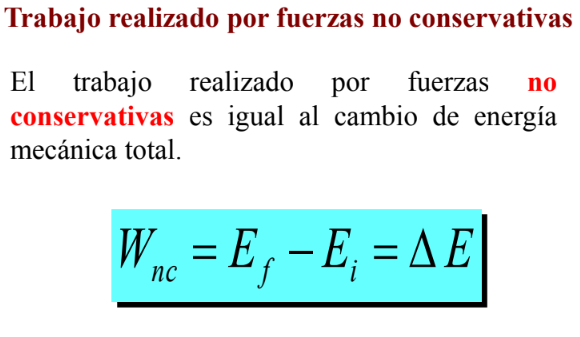 Trabajo realizado por fuerzas no conservativas
El trabajo realizado por fuerzas no
conservativas es igual al cambio de energía
mecánica total.
W_nc = E_f − E_i = Δ E